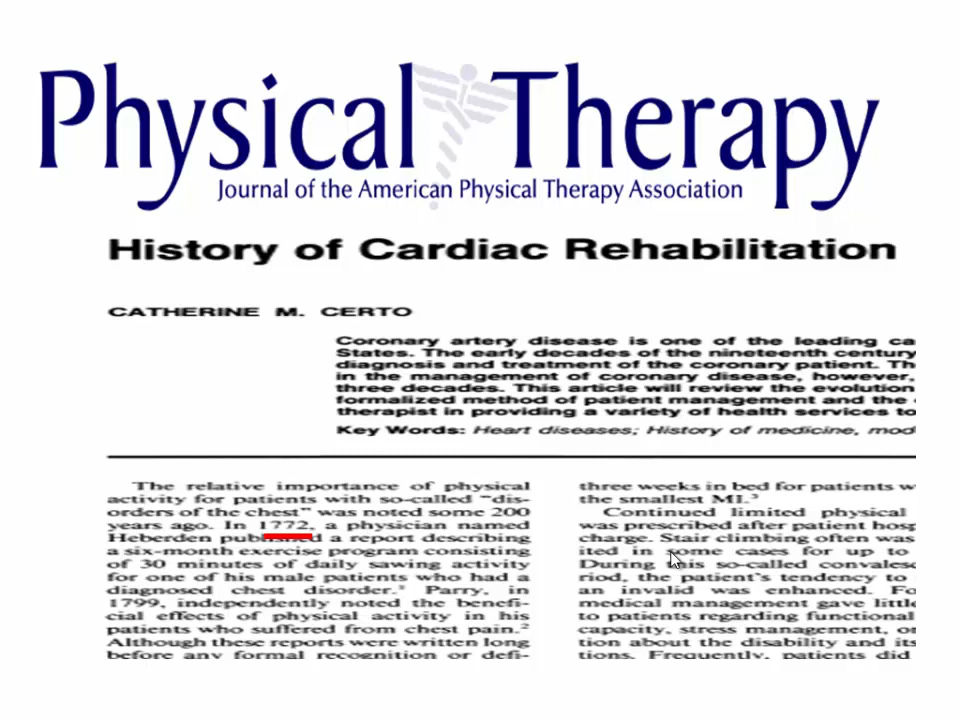 Physical Therapy
Journal of the American Physical Therapy Association
History of Cardiac Rehabilitation
CATHERINE M. CERTO
Coronary artery disease is one of the leading ca
States. The early decades of the nineteenth century
diagnosis and treatment of the coronary patient. Th
in the management of coronary disease, however,
three decades. This article will review the evolution
formalized method of patient management and the
therapist in providing a variety of health services to
Key Words: Heart diseases; History of medicine, mod
The relative importance of physical
activity for patients with so-called "dis-
orders of the chest" was noted some 200
years ago. In 1772, a physician named
Heberden published a report describing
a six-month exercise program consisting
of 30 minutes of daily sawing activity
for one of his male patients who had a
diagnosed chest disorder.
Parry, in
1799, independently noted the benefi-
cial effects of physical activity in his
patients who suffered from chest pain.²
Although these reports were written long
before any formal recognition or defi-
three weeks in bed for patients w
the smallest MI.³
Continued limited physical
was prescribed after patient hosp
charge. Stair climbing often was
ited in some cases for up to
During this so-called convalesc
riod, the patient's tendency to
an invalid was enhanced. Fo
medical management gave littl
to patients regarding functional
capacity, stress management, or
tion about the disability and its
tions. Frequently, patients did